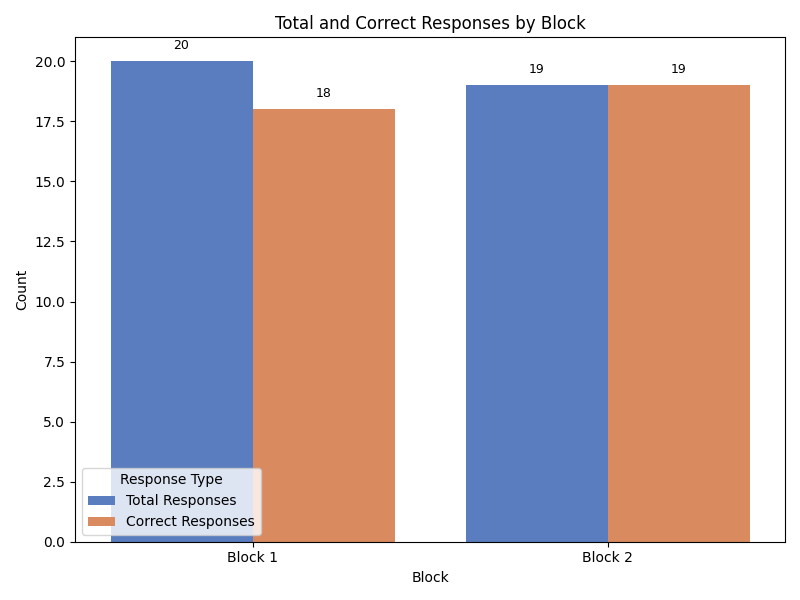 Total and Correct Responses by Block
20
18
19
19
20.0
17.5
15.0
12.5
10.0
7.5
5.0
2.5
0.0
Count
Response Type
Total Responses
Correct Responses
Block 1
Block 2
Block